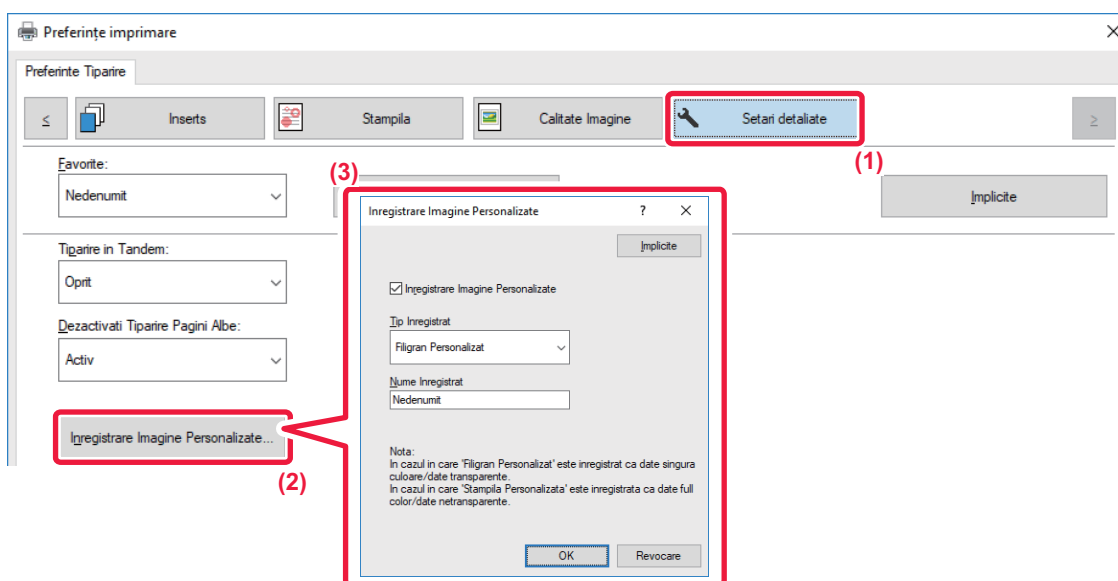 Preferințe imprimare
Preferinte Tiparire
<
Inserts
Stampila
Calitate Imagine
Setari detaliate
>
(1)
Favorite:
Nedenumit
(3)
Implicite
Tiparire in Tandem:
Oprit
Dezactivati Tiparire Pagini Albe:
Activ
Inregistrare Imagine Personalizate...
(2)
Inregistrare Imagine Personalizate
?
Implicite
Inregistrare Imagine Personalizate
Tip Inregistrat
Filigran Personalizat
Nume Inregistrat
Nedenumit
Nota:
In cazul in care 'Filigran Personalizat' este inregistrat ca date singura
culoare/date transparente.
In cazul in care 'Stampila Personalizata' este inregistrata ca date full
color/date netransparente.
OK
Revocare